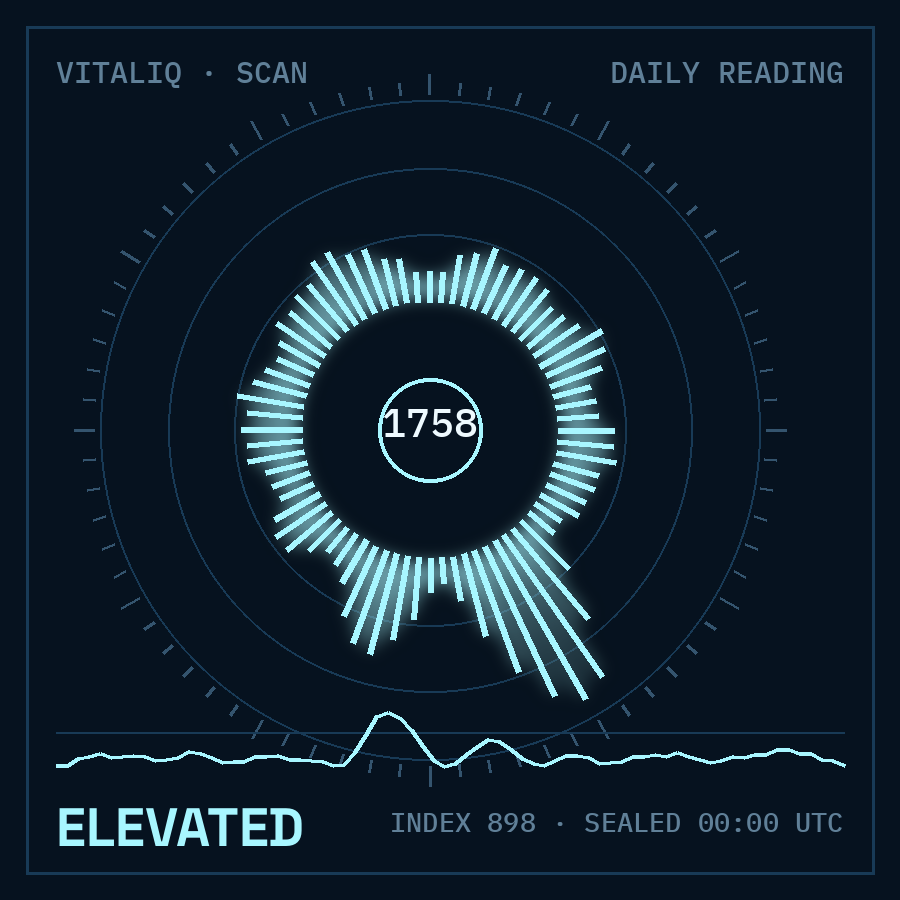 VITALIQ · SCAN
DAILY READING
1758
ELEVATED
INDEX 898 · SEALED 00:00 UTC